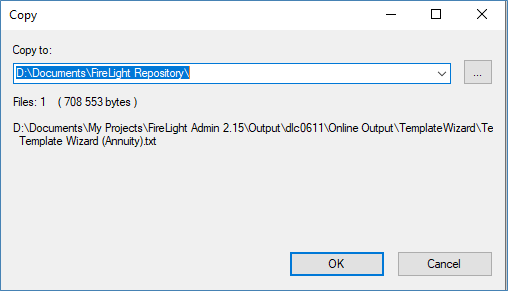 Copy
Copy to:
D:\Documents\FireLight Repository\
...
Files: 1 ( 708 553 bytes )
D:\Documents\My Projects\FireLight Admin 2.15\Output\dlc0611\Online Output\TemplateWizard\Te
Template Wizard (Annuity).txt
OK
Cancel